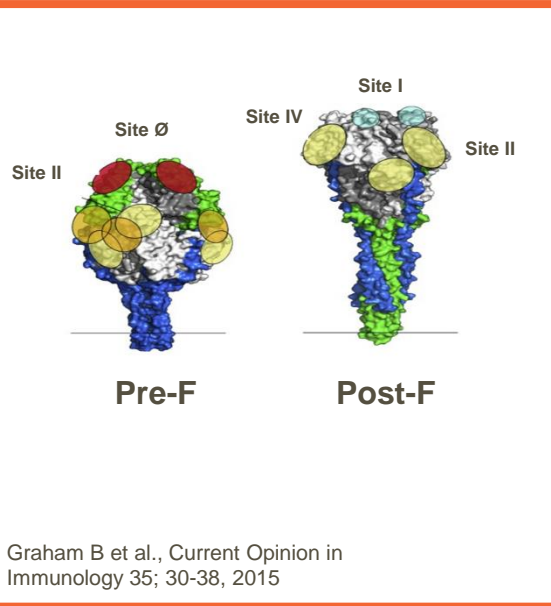 Site I
Site IV
Site Ø
Site II
Site II
Pre-F
Post-F
Graham B et al., Current Opinion in
Immunology 35; 30-38, 2015